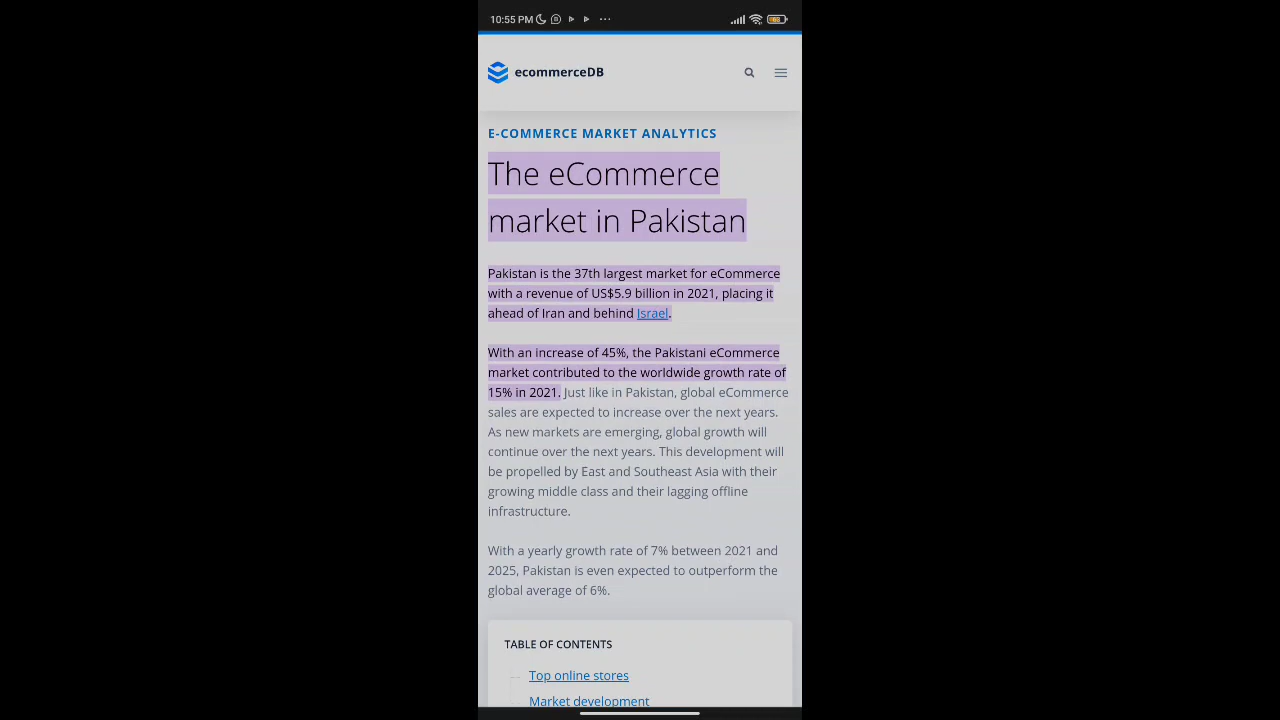 10:55 PM
ecommerceDB
E-COMMERCE MARKET ANALYTICS
The eCommerce
market in Pakistan
Pakistan is the 37th largest market for eCommerce
with a revenue of US$5.9 billion in 2021, placing it
ahead of Iran and behind Israel.
With an increase of 45%, the Pakistani eCommerce
market contributed to the worldwide growth rate of
15% in 2021. Just like in Pakistan, global eCommerce
sales are expected to increase over the next years.
As new markets are emerging, global growth will
continue over the next years. This development will
be propelled by East and Southeast Asia with their
growing middle class and their lagging offline
infrastructure.
With a yearly growth rate of 7% between 2021 and
2025, Pakistan is even expected to outperform the
global average of 6%.
TABLE OF CONTENTS
Top online stores
Market development